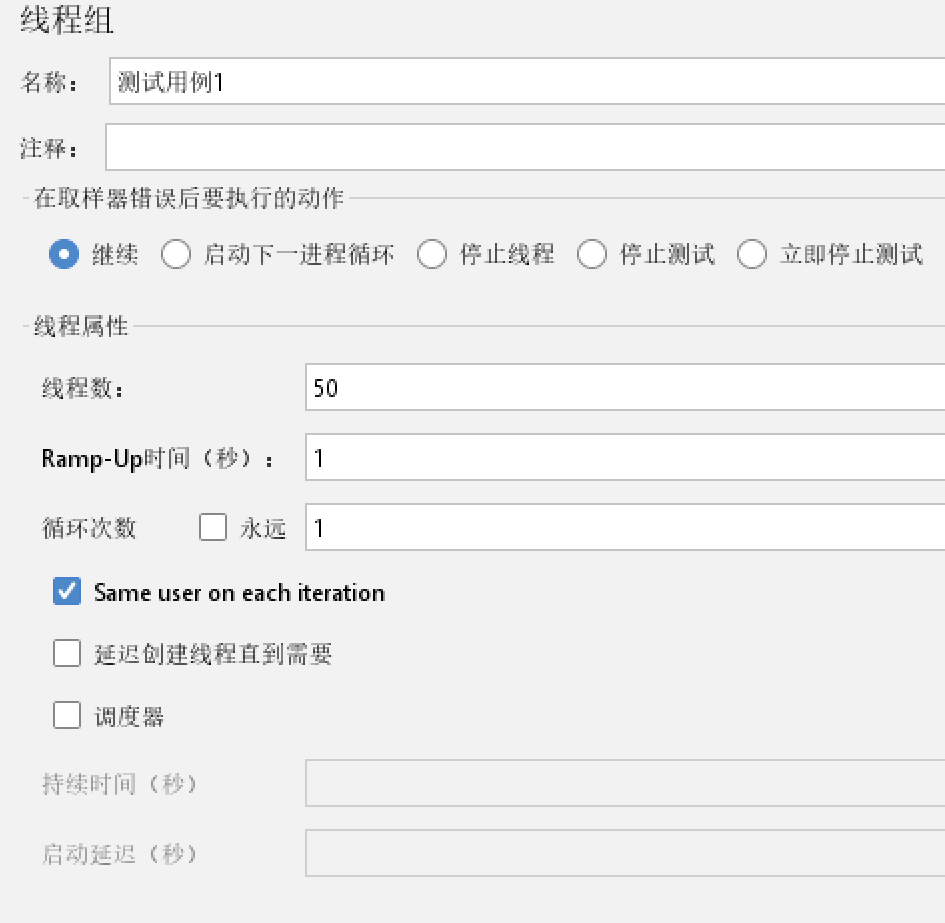 线程组
名称： 测试用例1
注释：
在取样器错误后要执行的动作
继续 启动下一进程循环 停止线程 停止测试 立即停止测试
线程属性
线程数： 50
Ramp-Up时间（秒）： 1
循环次数 永远 1
Same user on each iteration
延迟创建线程直到需要
调度器
持续时间（秒）
启动延迟（秒）